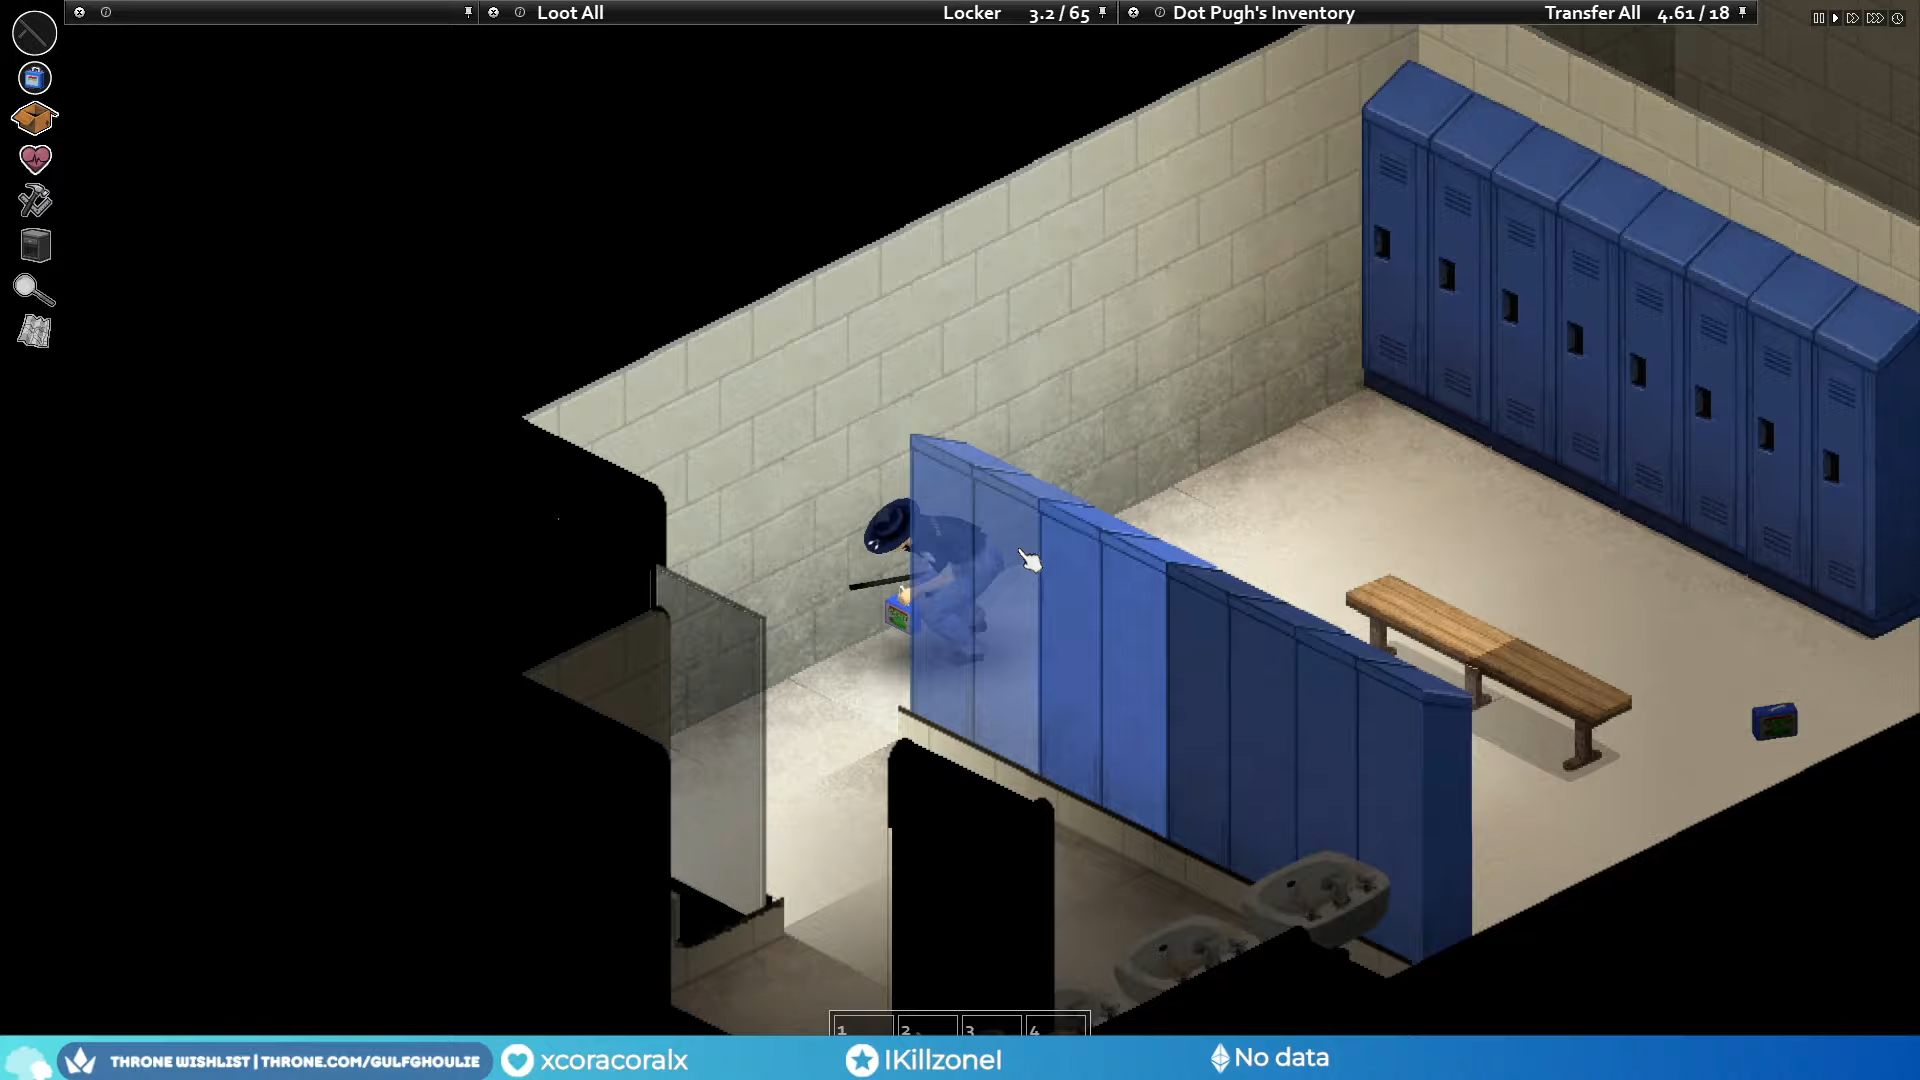 Loot All
Locker 3.2 / 65
Dot Pugh's Inventory
Transfer All 4.61 / 18
1 2 3 4
THRONE WISHLIST | THRONE.COM/GULFGHOULIE
xcoracoralx
IKillzoneI
No data